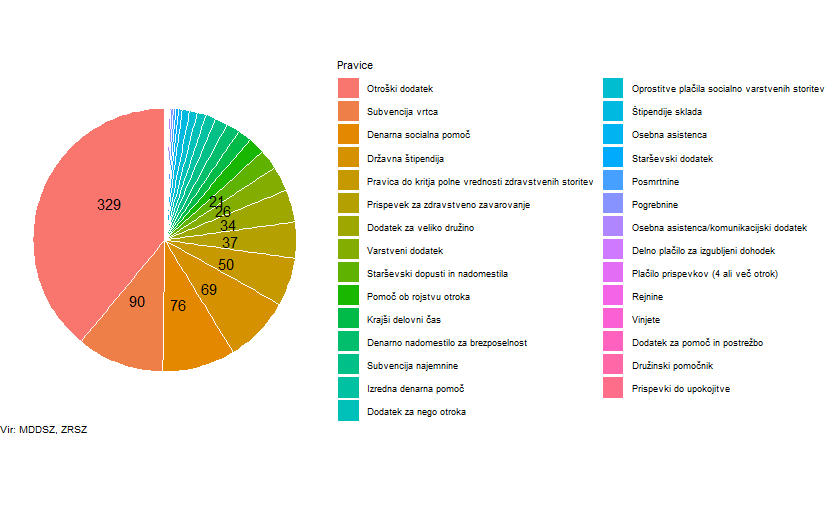 Pravice
Otroški dodatek
Subvencija vrtca
Denarna socialna pomoč
Državna štipendija
Pravica do kritja polne vrednosti zdravstvenih storitev
Prispevek za zdravstveno zavarovanje
Dodatek za veliko družino
Varstveni dodatek
Starševski dopusti in nadomestila
Pomoč ob rojstvu otroka
Krajši delovni čas
Denarno nadomestilo za brezposelnost
Subvencija najemnine
Izredna denarna pomoč
Dodatek za nego otroka
Oprostitve plačila socialno varstvenih storitev
Štipendije sklada
Osebna asistenca
Starševski dodatek
Posmrtnine
Pogrebnine
Osebna asistenca/komunikacijski dodatek
Delno plačilo za izgubljeni dohodek
Plačilo prispevkov (4 ali več otrok)
Rejnine
Vinjete
Dodatek za pomoč in postrežbo
Družinski pomočnik
Prispevki do upokojitve
329
90
76
69
50
37
34
26
21
Vir: MDDSZ, ZRSZ